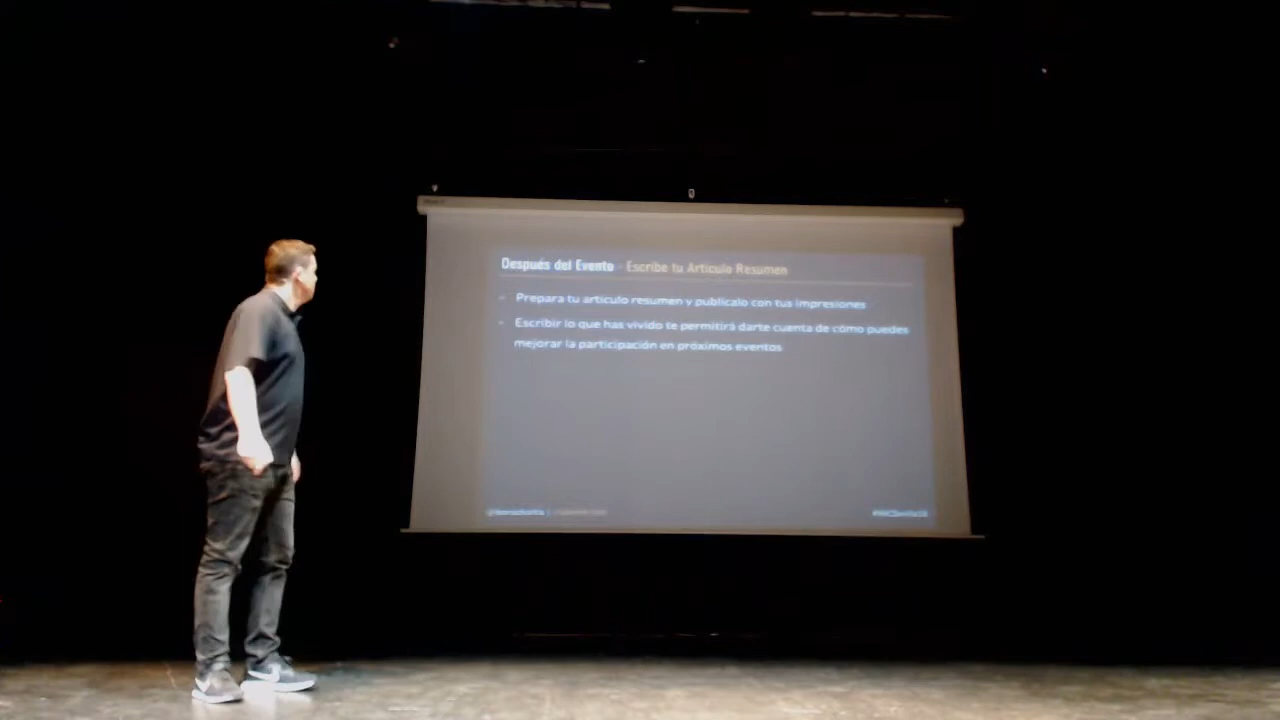 Después del Evento - Escribe tu Artículo Resumen
- Prepara tu artículo resumen y publícalo con tus impresiones
- Escribir lo que has vivido te permitirá darte cuenta de cómo puedes
mejorar la participación en próximos eventos